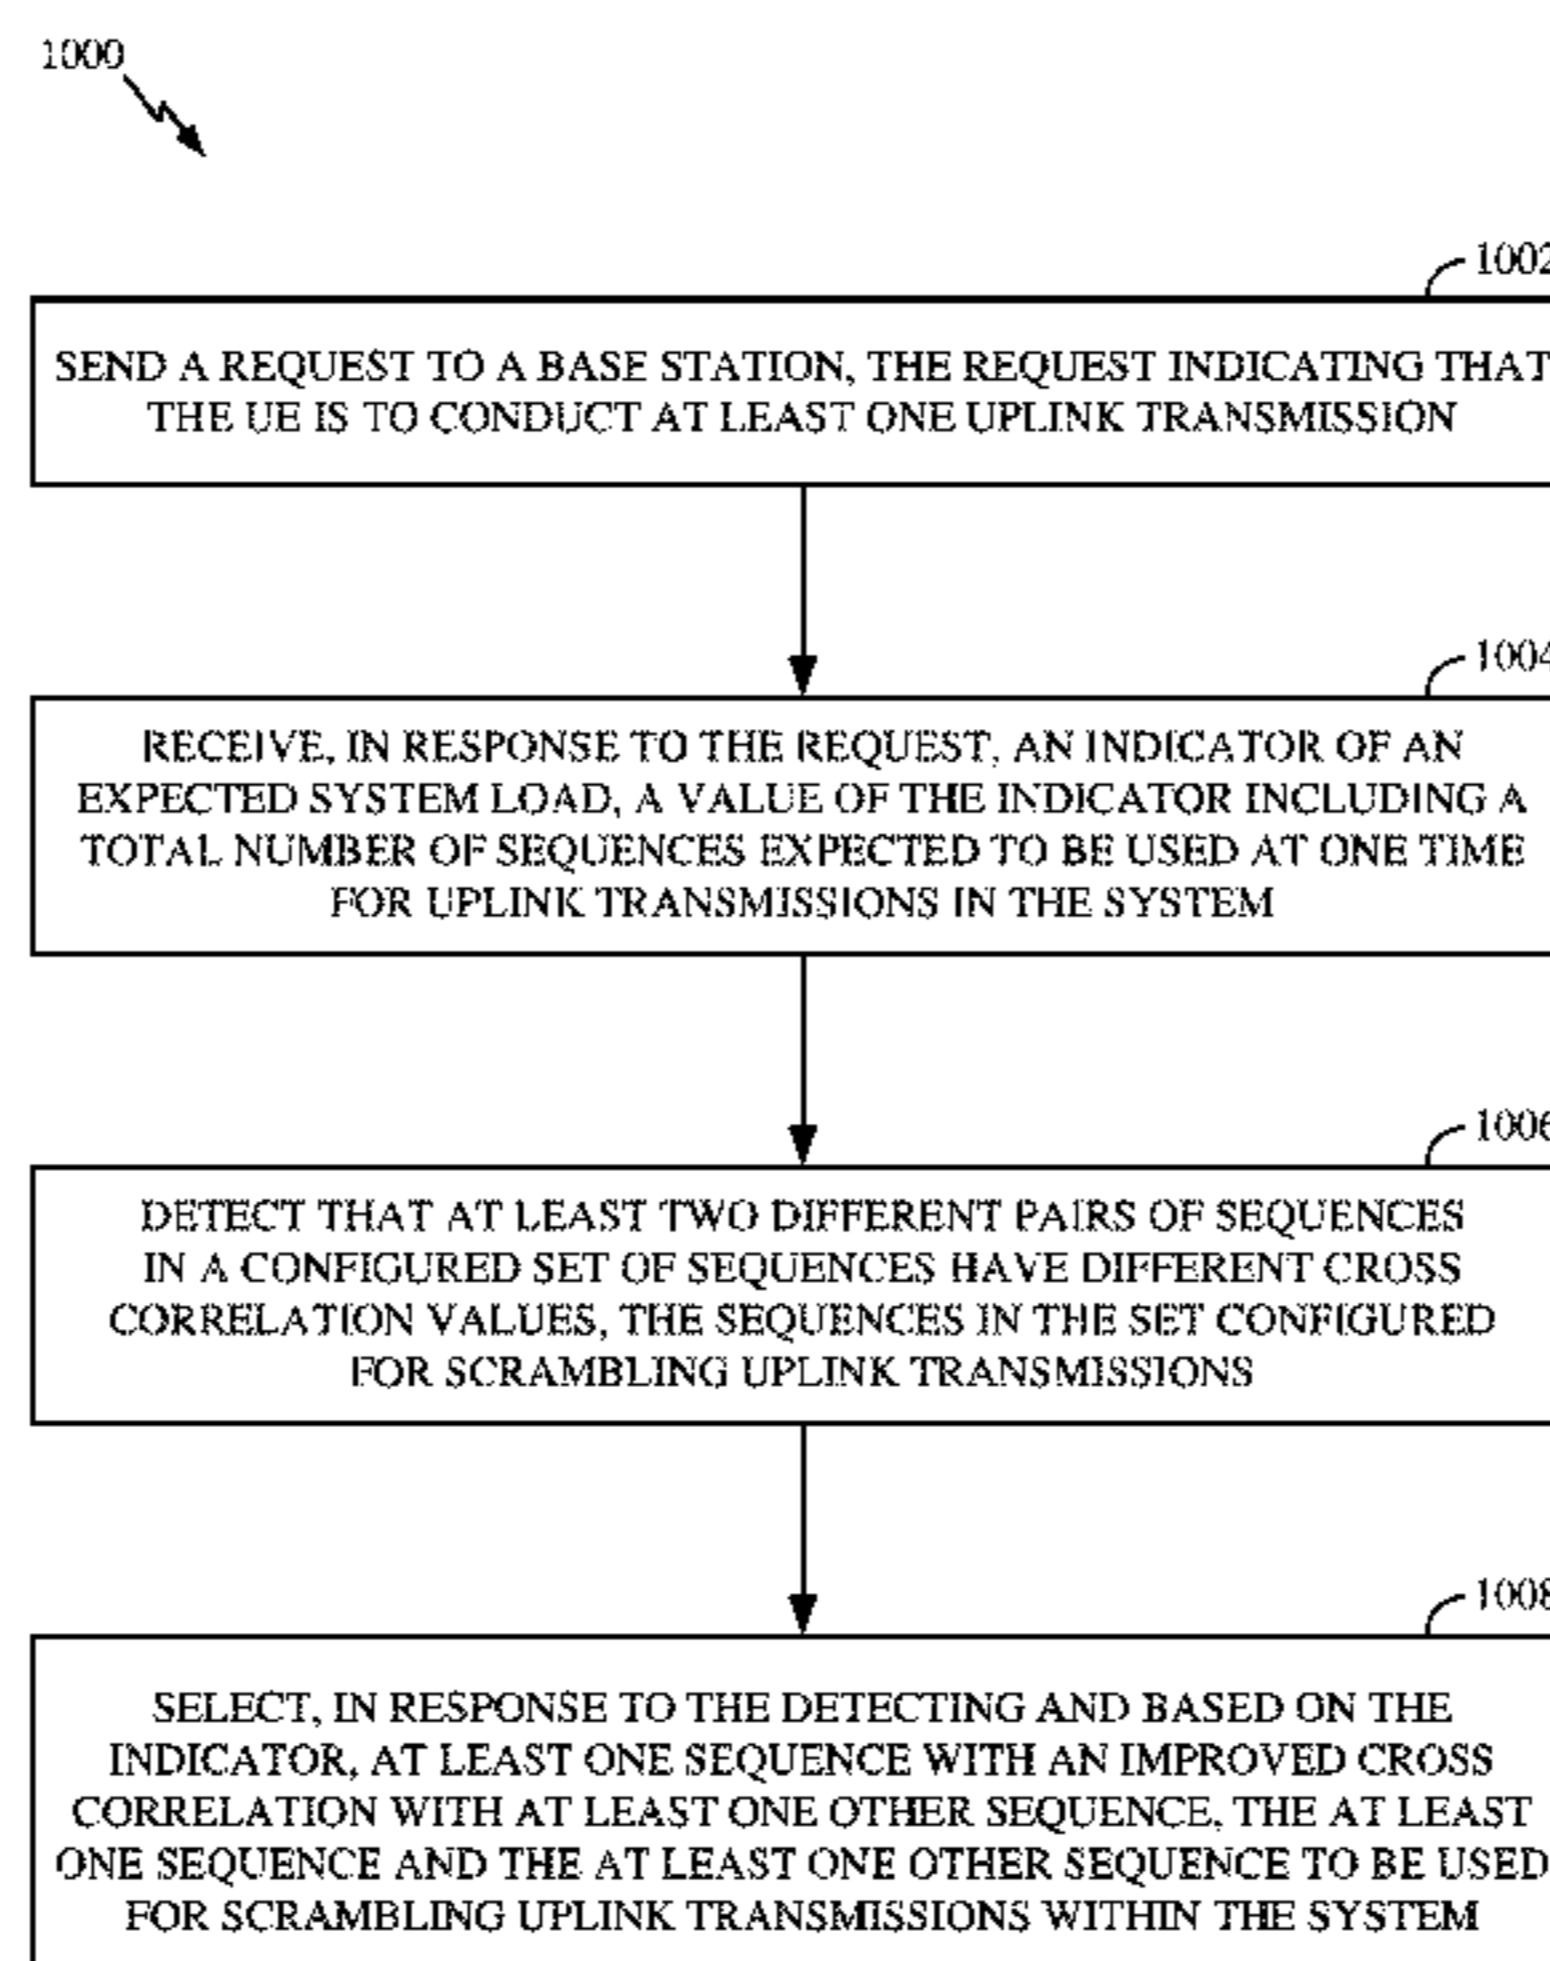 1000
1002
SEND A REQUEST TO A BASE STATION, THE REQUEST INDICATING THAT
THE UE IS TO CONDUCT AT LEAST ONE UPLINK TRANSMISSION
1004
RECEIVE, IN RESPONSE TO THE REQUEST, AN INDICATOR OF AN
EXPECTED SYSTEM LOAD, A VALUE OF THE INDICATOR INCLUDING A
TOTAL NUMBER OF SEQUENCES EXPECTED TO BE USED AT ONE TIME
FOR UPLINK TRANSMISSIONS IN THE SYSTEM
1006
DETECT THAT AT LEAST TWO DIFFERENT PAIRS OF SEQUENCES
IN A CONFIGURED SET OF SEQUENCES HAVE DIFFERENT CROSS
CORRELATION VALUES, THE SEQUENCES IN THE SET CONFIGURED
FOR SCRAMBLING UPLINK TRANSMISSIONS
1008
SELECT, IN RESPONSE TO THE DETECTING AND BASED ON THE
INDICATOR, AT LEAST ONE SEQUENCE WITH AN IMPROVED CROSS
CORRELATION WITH AT LEAST ONE OTHER SEQUENCE, THE AT LEAST
ONE SEQUENCE AND THE AT LEAST ONE OTHER SEQUENCE TO BE USED
FOR SCRAMBLING UPLINK TRANSMISSIONS WITHIN THE SYSTEM